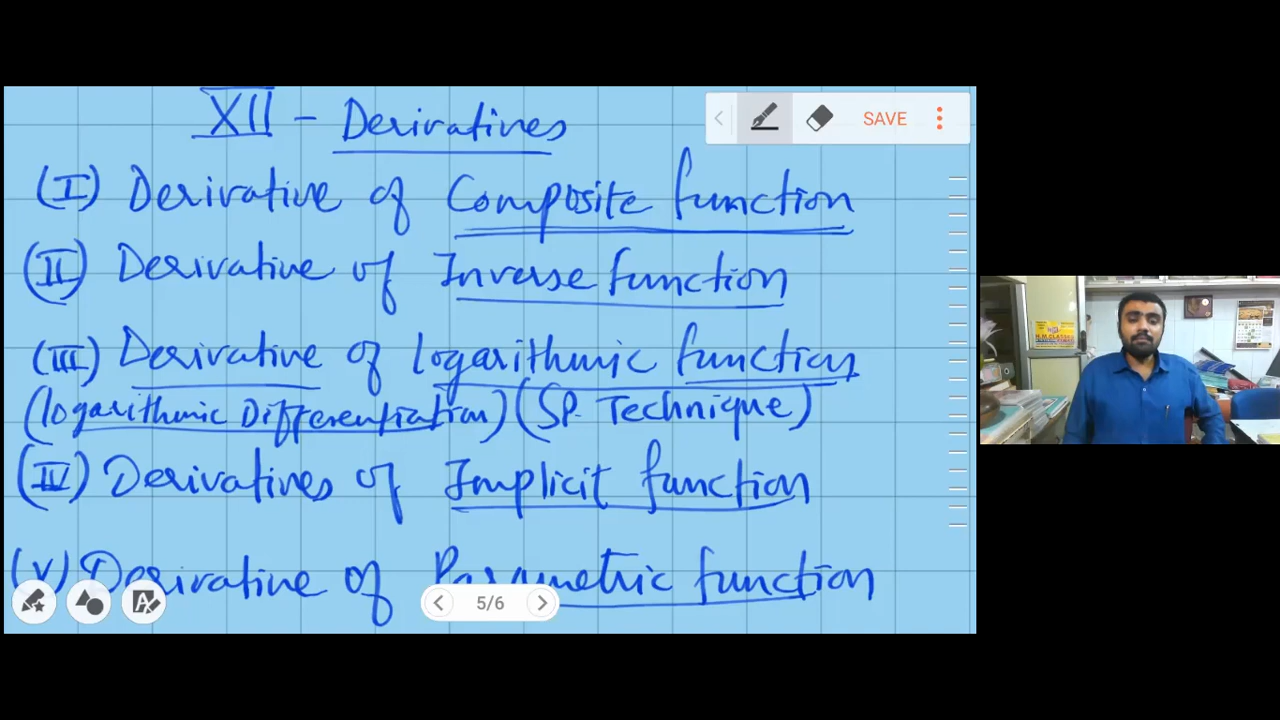 XII - Derivatives
SAVE
(I) Derivative of Composite function
(II) Derivative of Inverse function
(III) Derivative of logarithmic function
(logarithmic Differentiation) (SP. Technique)
(IV) Derivatives of Implicit function
(V) Derivative of Parametric function
5/6
H.M.CLASSES